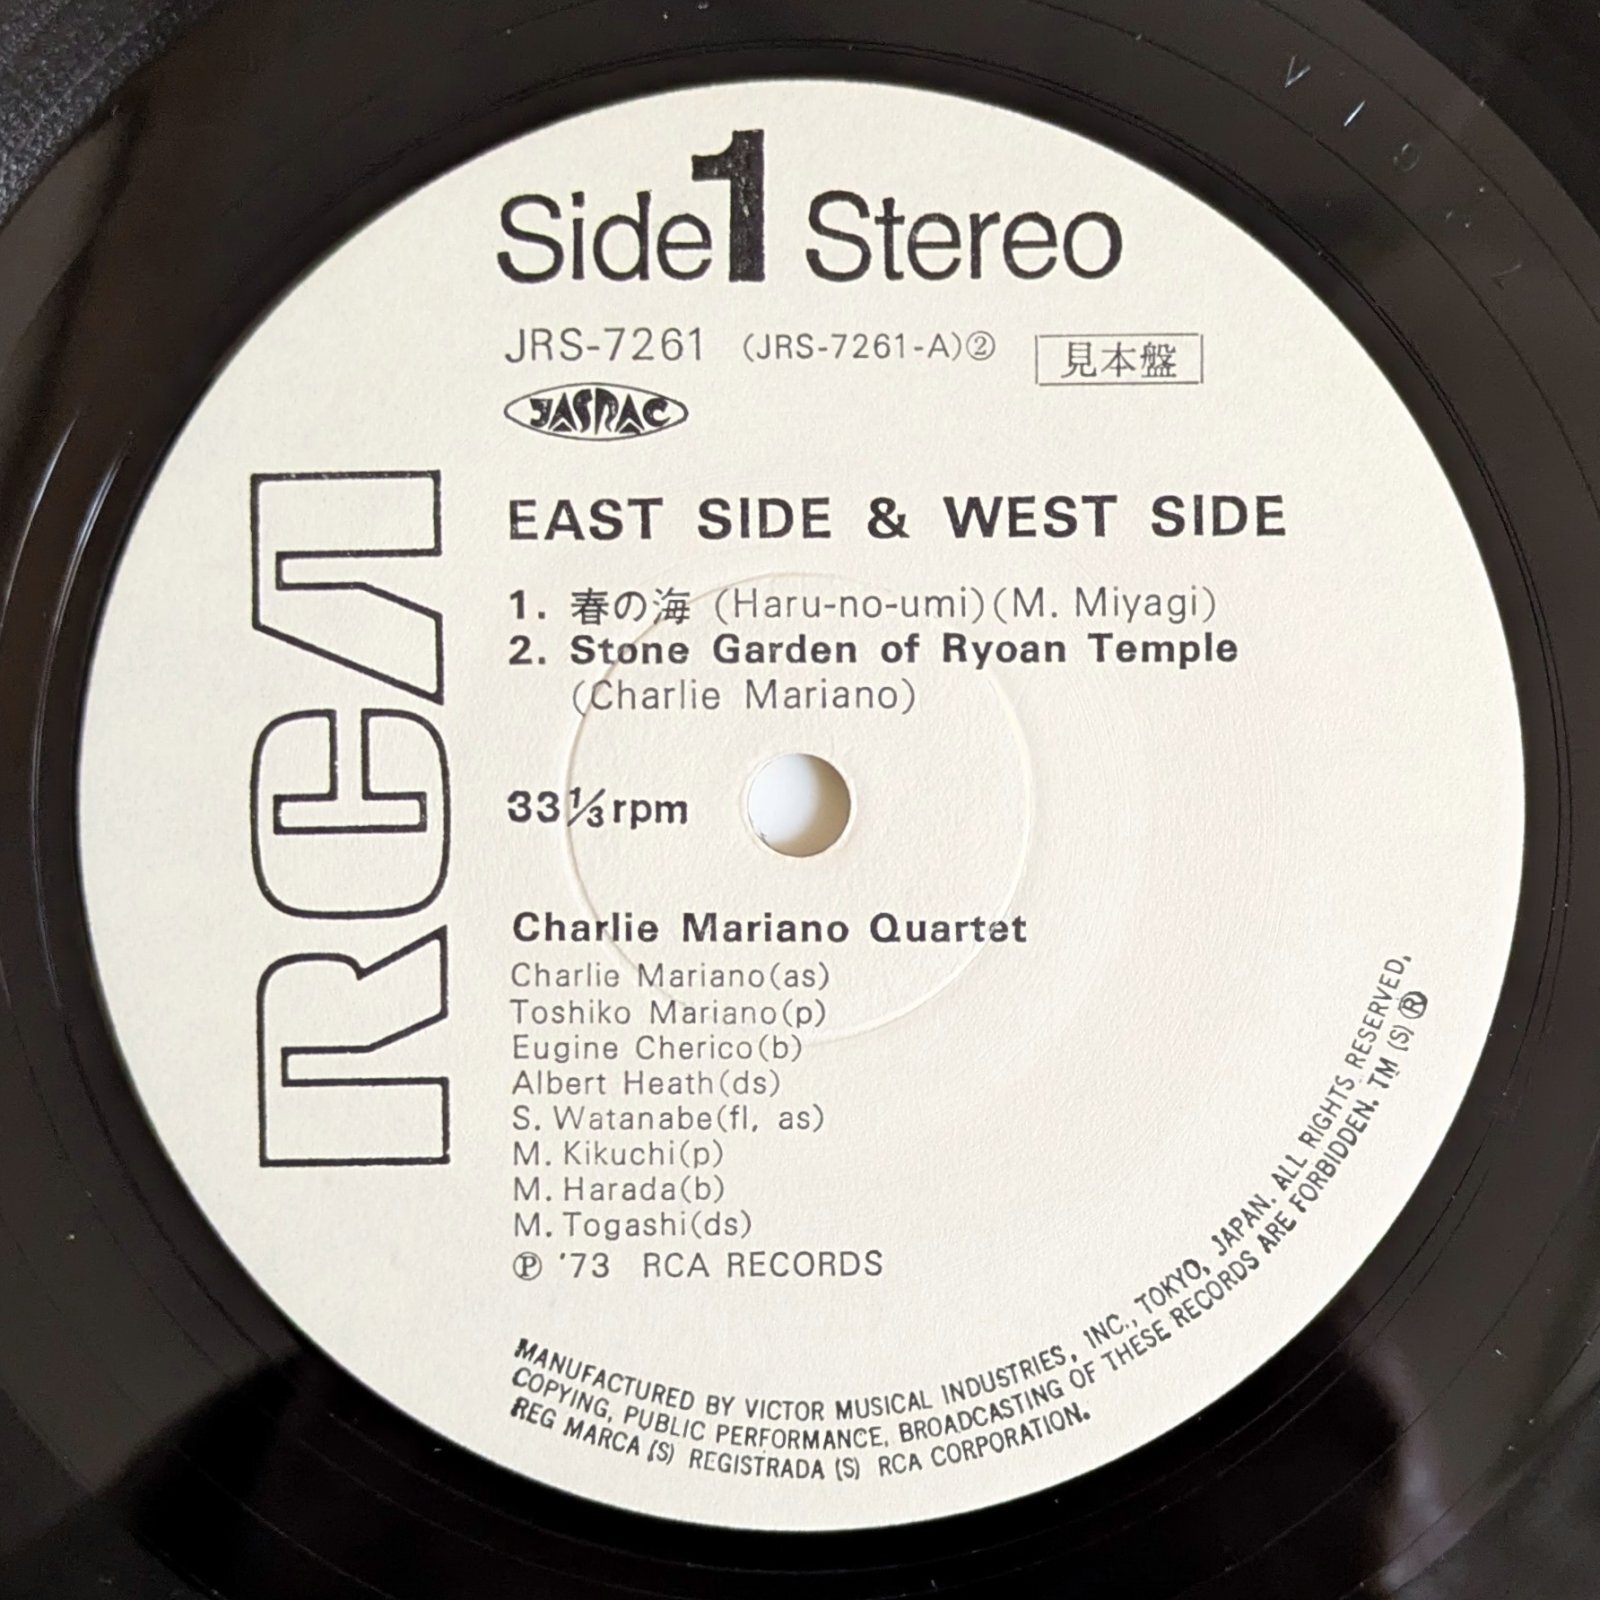 Side 1 Stereo
JRS-7261 (JRS-7261-A)② 見本盤
JASRAC
RCA
EAST SIDE & WEST SIDE
1. 春の海 (Haru-no-umi)(M. Miyagi)
2. Stone Garden of Ryoan Temple
(Charlie Mariano)
33⅓rpm
Charlie Mariano Quartet
Charlie Mariano(as)
Toshiko Mariano(p)
Eugine Cherico(b)
Albert Heath(ds)
S. Watanabe(fl, as)
M. Kikuchi(p)
M. Harada(b)
M. Togashi(ds)
Ⓟ '73 RCA RECORDS
MANUFACTURED BY VICTOR MUSICAL INDUSTRIES, INC., TOKYO, JAPAN. ALL RIGHTS RESERVED.
COPYING, PUBLIC PERFORMANCE, BROADCASTING OF THESE RECORDS ARE FORBIDDEN. TM (S) ®
REG MARCA (S) REGISTRADA (S) RCA CORPORATION.